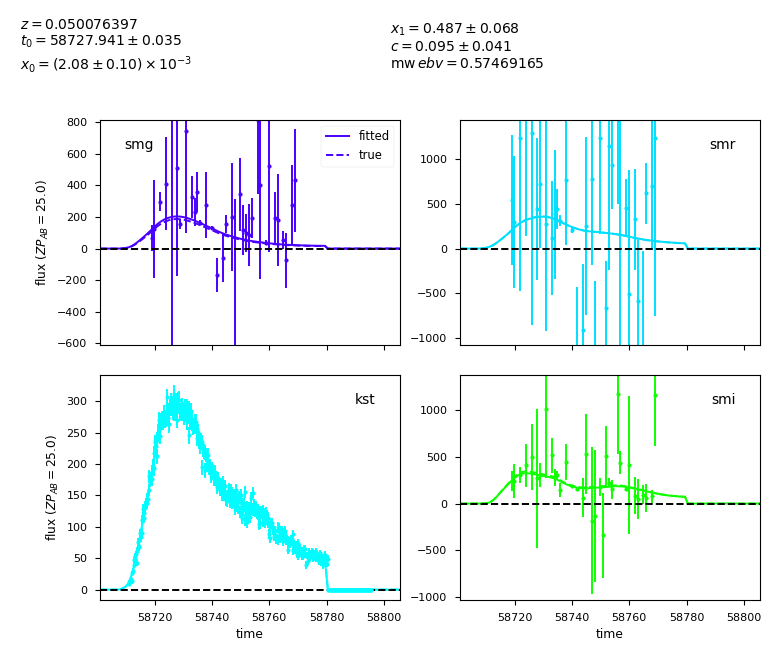 z = 0.050076397
t₀ = 58727.941 ± 0.035
x₀ = (2.08 ± 0.10) × 10⁻³
x₁ = 0.487 ± 0.068
c = 0.095 ± 0.041
mw ebv = 0.57469165
800
600
400
200
0
−200
−400
−600
flux (ZP_AB = 25.0)
smg
fitted
true
1000
500
0
−500
−1000
smr
300
250
200
150
100
50
0
flux (ZP_AB = 25.0)
kst
58720
58740
58760
58780
58800
time
1000
500
0
−500
−1000
smi
58720
58740
58760
58780
58800
time